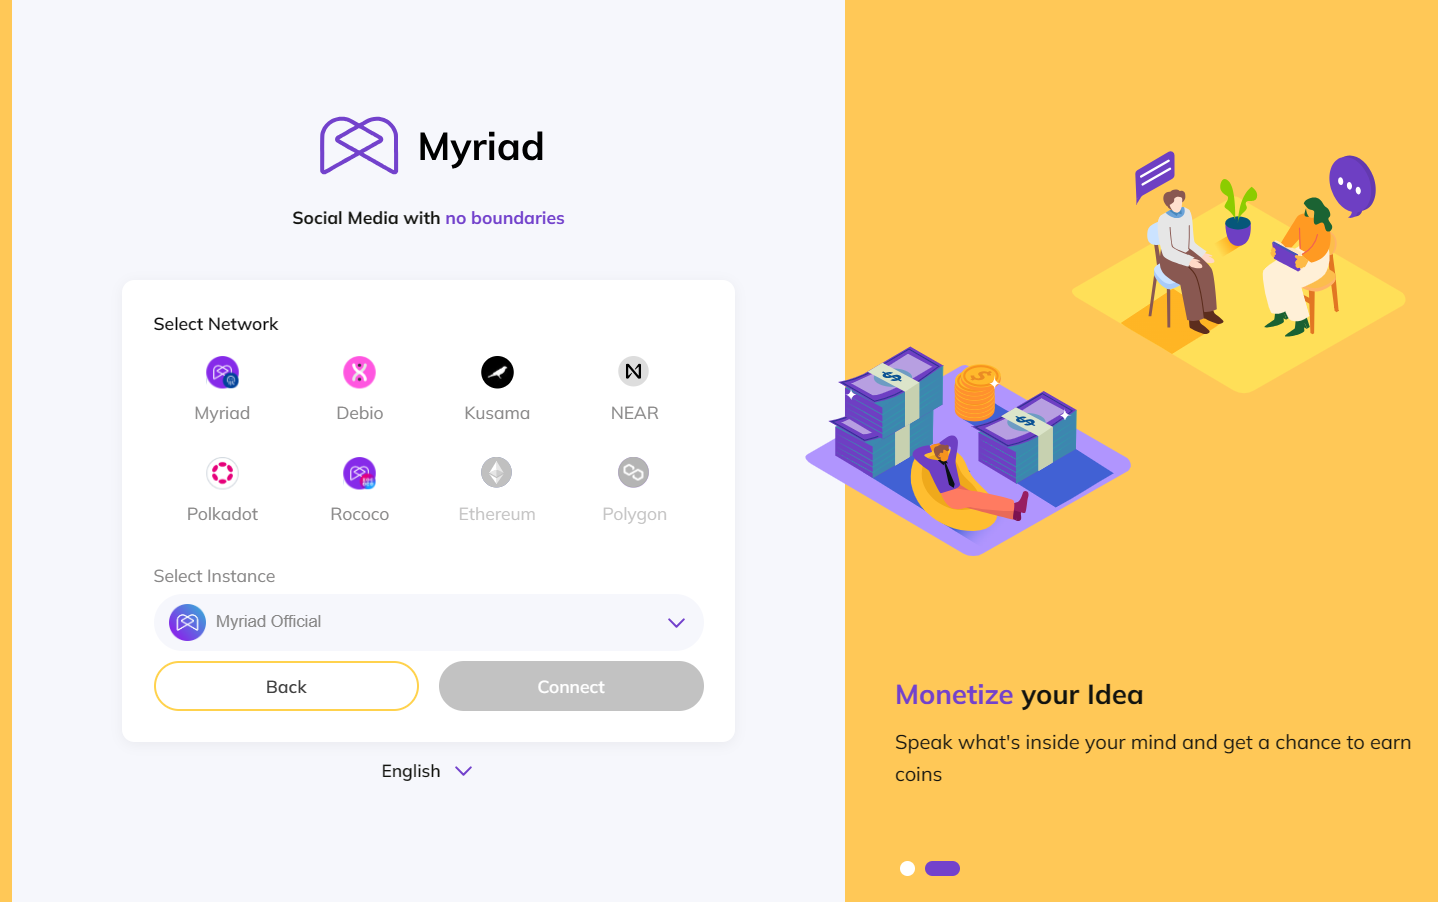 Myriad
Social Media with no boundaries
Select Network
Myriad
Debio
Kusama
NEAR
Polkadot
Rococo
Ethereum
Polygon
Select Instance
Myriad Official
Back
Connect
English
Monetize your Idea
Speak what's inside your mind and get a chance to earn
coins